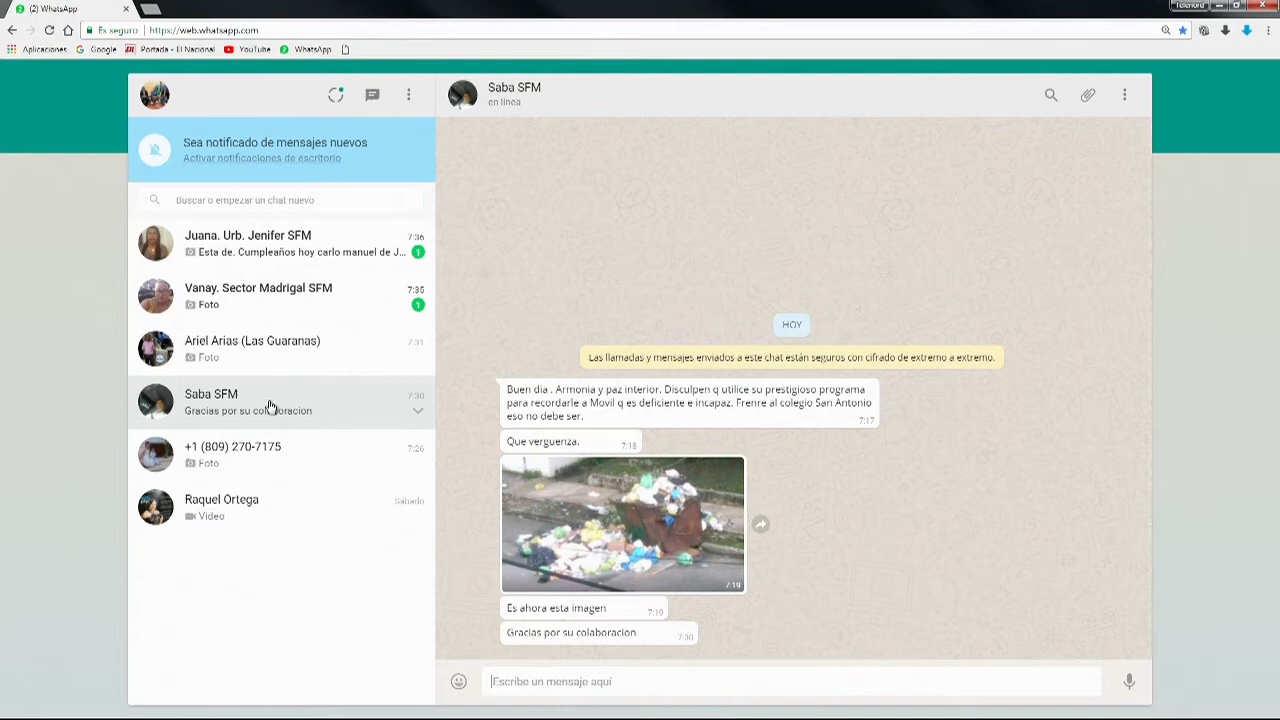 (2) WhatsApp
Telenord
Es seguro
https://web.whatsapp.com
Aplicaciones
Google
Portada - El Nacional
YouTube
WhatsApp
Saba SFM
en línea
Sea notificado de mensajes nuevos
Activar notificaciones de escritorio
Buscar o empezar un chat nuevo
Juana. Urb. Jenifer SFM
7:36
Esta de. Cumpleaños hoy carlo manuel de J...
1
Vanay. Sector Madrigal SFM
7:35
Foto
1
Ariel Arias (Las Guaranas)
7:31
Foto
Saba SFM
7:30
Gracias por su colaboracion
+1 (809) 270-7175
7:26
Foto
Raquel Ortega
Sábado
Video
HOY
Las llamadas y mensajes enviados a este chat están seguros con cifrado de extremo a extremo.
Buen dia . Armonia y paz interior. Disculpen q utilice su prestigioso programa
para recordarle a Movil q es deficiente e incapaz. Frenre al colegio San Antonio
eso no debe ser.
7:17
Que verguenza.
7:18
7:19
Es ahora esta imagen
7:19
Gracias por su colaboracion
7:30
Escribe un mensaje aquí